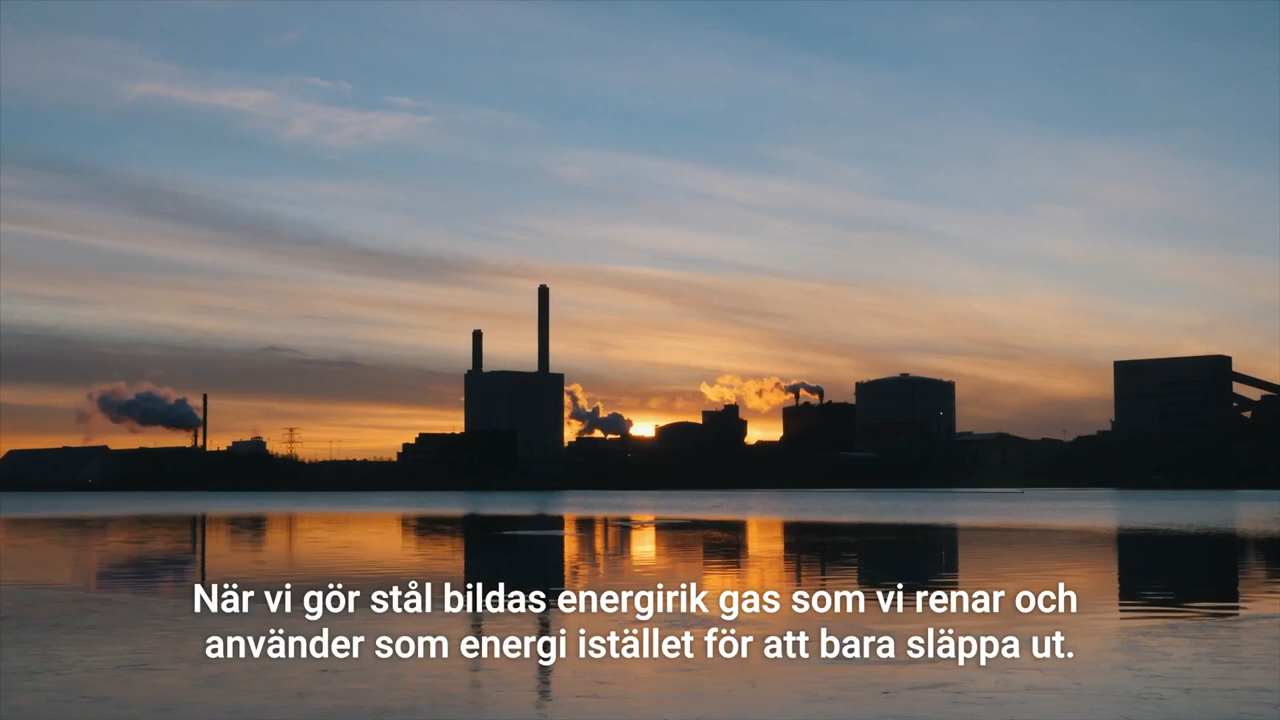 När vi gör stål bildas energirik gas som vi renar och
använder som energi istället för att bara släppa ut.